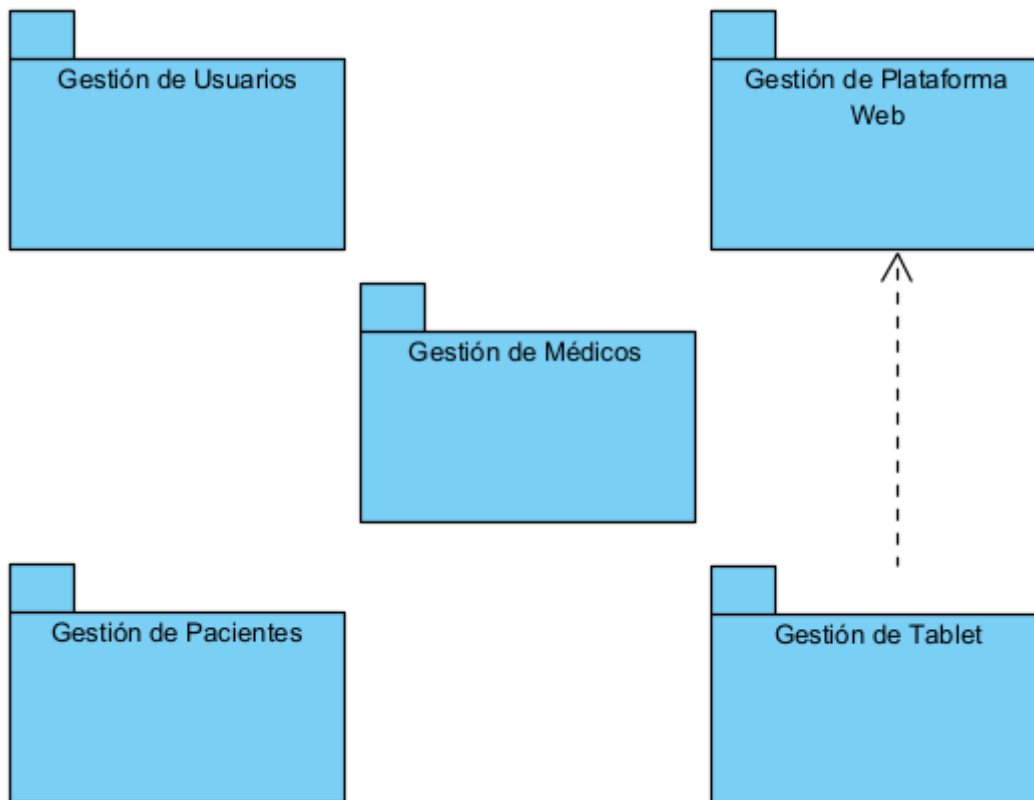 Gestión de Usuarios
Gestión de Plataforma
Web
Gestión de Médicos
Gestión de Pacientes
Gestión de Tablet